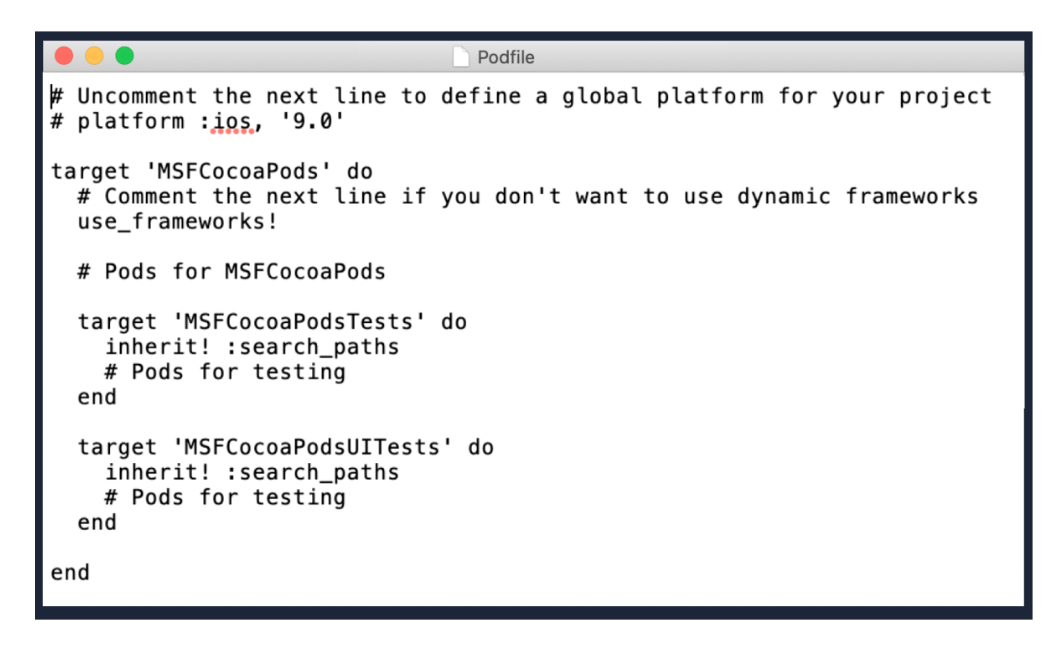 Podfile
# Uncomment the next line to define a global platform for your project
# platform :ios, '9.0'
target 'MSFCocoaPods' do
# Comment the next line if you don't want to use dynamic frameworks
use_frameworks!
# Pods for MSFCocoaPods
target 'MSFCocoaPodsTests' do
inherit! :search_paths
# Pods for testing
end
target 'MSFCocoaPodsUITests' do
inherit! :search_paths
# Pods for testing
end
end